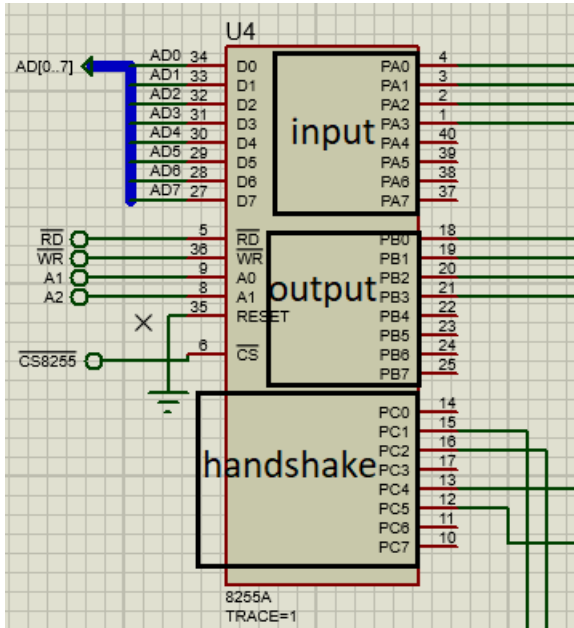 U4
AD[0..7]
AD0 34 D0 PA0 4
AD1 33 D1 PA1 3
AD2 32 D2 PA2 2
AD3 31 D3 PA3 1
AD4 30 D4 PA4 40
AD5 29 D5 PA5 39
AD6 28 D6 PA6 38
AD7 27 D7 PA7 37
input
RD 5 RD PB0 18
WR 36 WR PB1 19
A1 9 A0 PB2 20
A2 8 A1 PB3 21
35 RESET PB4 22
PB5 23
CS8255 6 CS PB6 24
PB7 25
output
PC0 14
PC1 15
PC2 16
PC3 17
PC4 13
PC5 12
PC6 11
PC7 10
handshake
8255A
TRACE=1